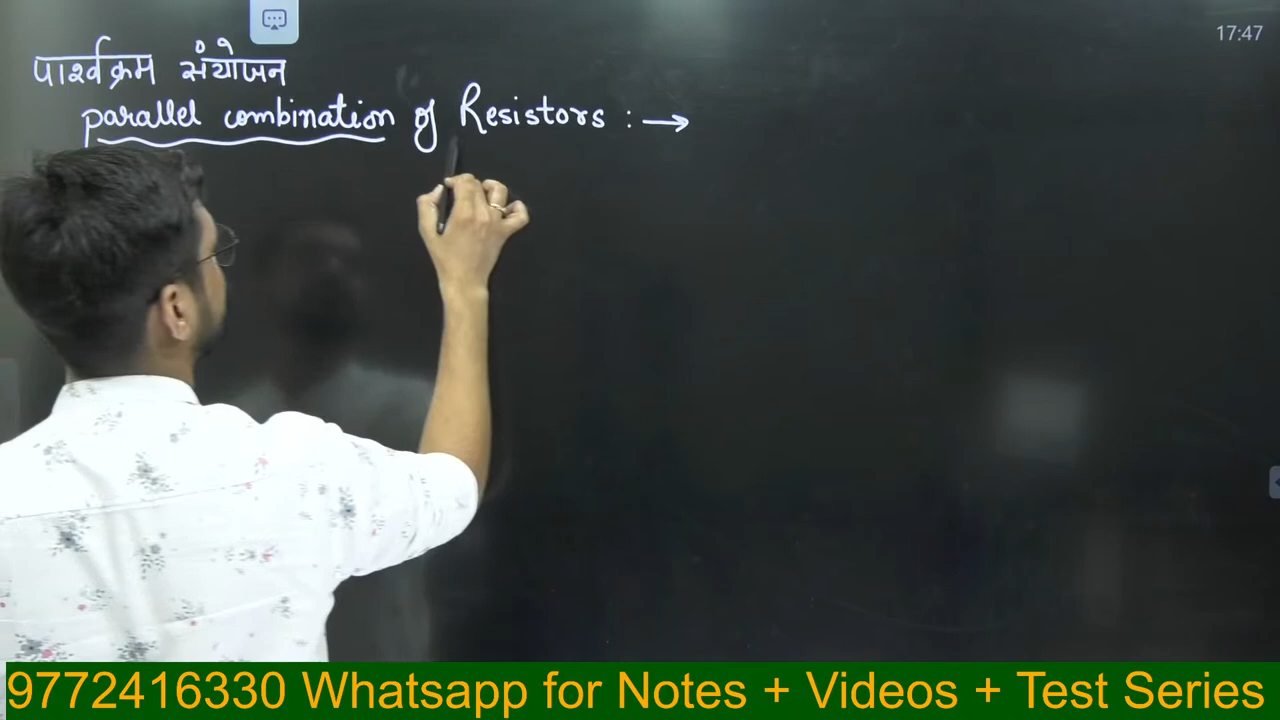 17:47
पार्श्वक्रम संयोजन
parallel combination of Resistors : →
9772416330 Whatsapp for Notes + Videos + Test Series